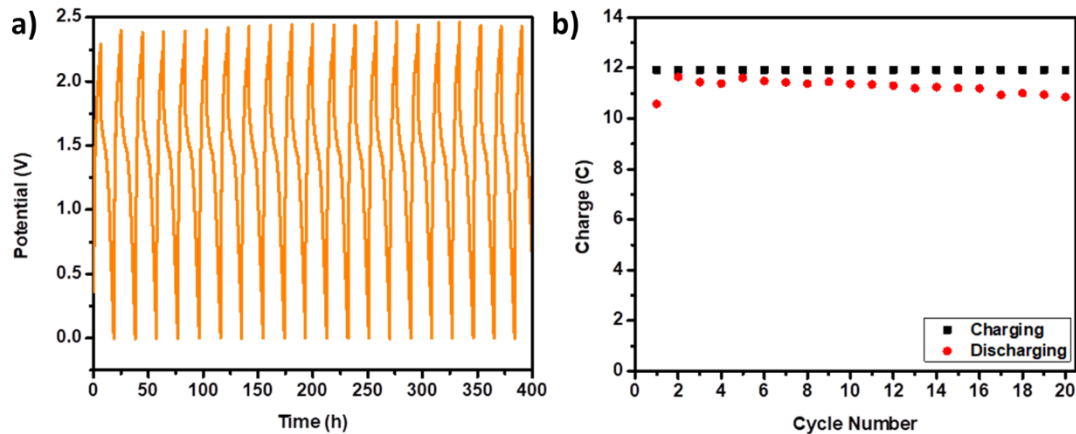 a)
2.5
2.0
1.5
1.0
0.5
0.0
Potential (V)
0 50 100 150 200 250 300 350 400
Time (h)
b)
14
12
10
8
6
4
2
0
Charge (C)
Charging
Discharging
0 2 4 6 8 10 12 14 16 18 20
Cycle Number